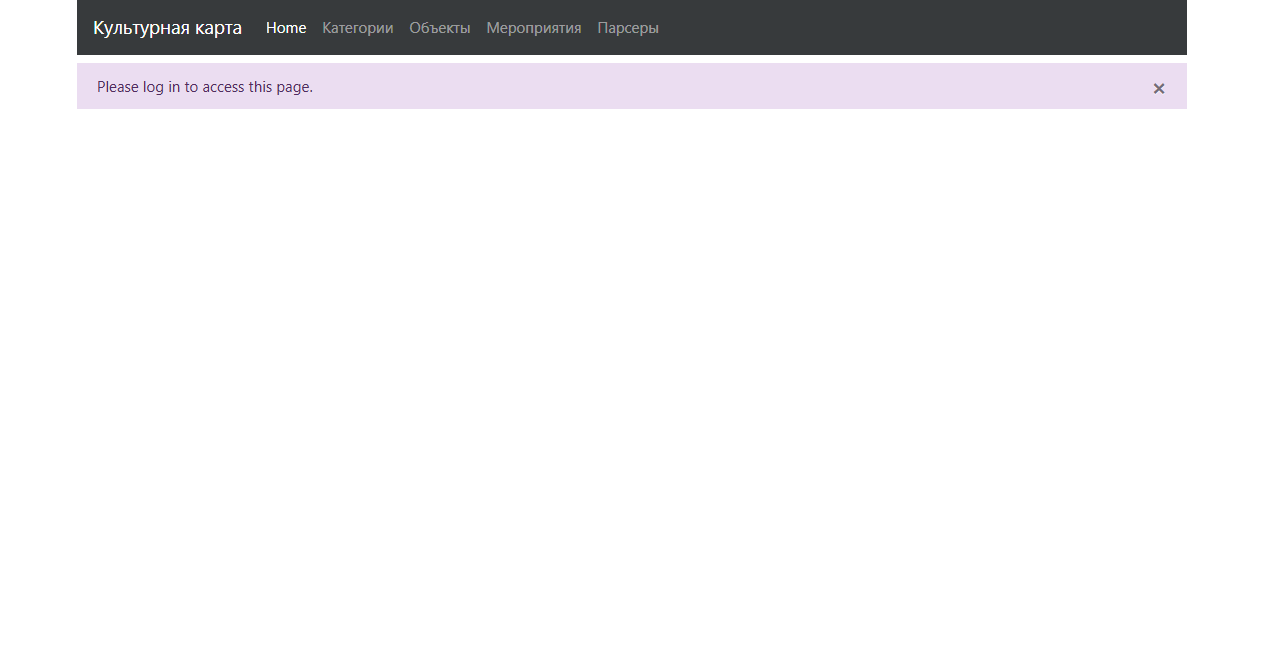 Культурная карта Home Категории Объекты Мероприятия Парсеры
Please log in to access this page. ×